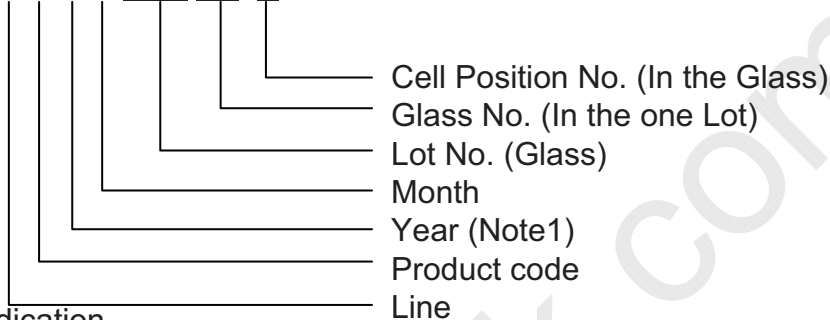 Cell Position No. (In the Glass)
Glass No. (In the one Lot)
Lot No. (Glass)
Month
Year (Note1)
Product code
Line